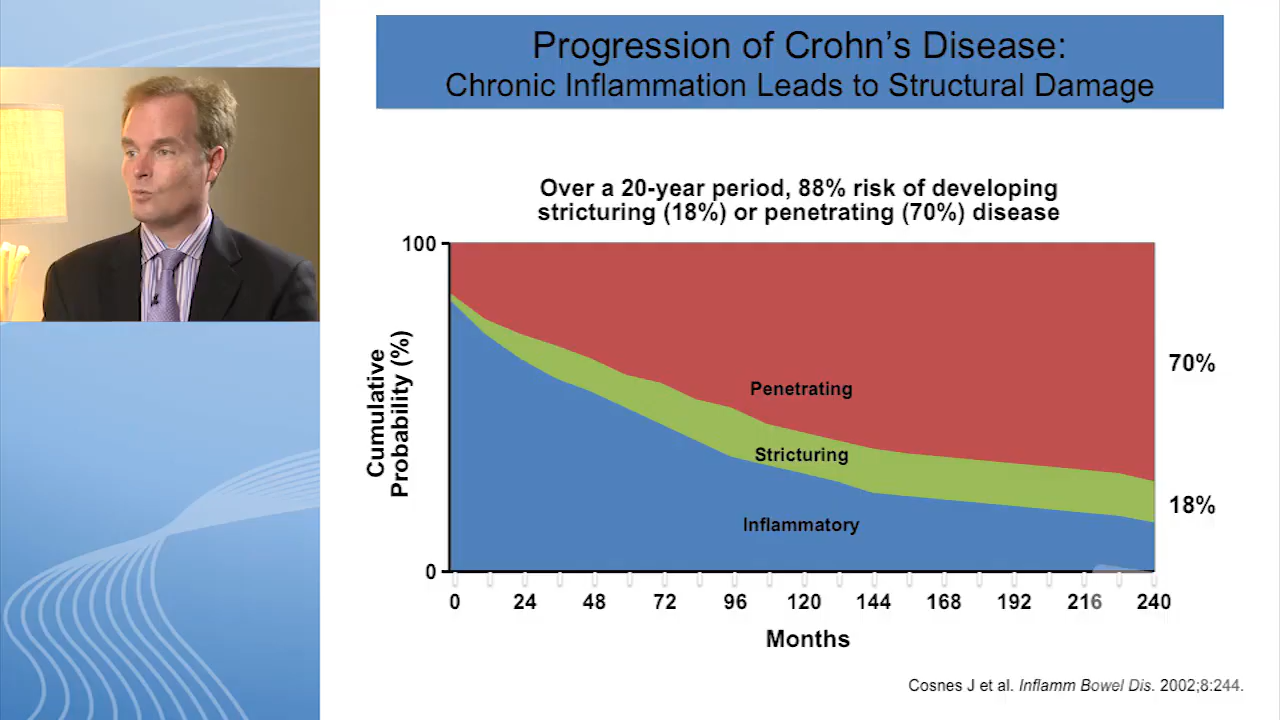 Progression of Crohn’s Disease:
Chronic Inflammation Leads to Structural Damage
Over a 20-year period, 88% risk of developing
stricturing (18%) or penetrating (70%) disease
100
0
Cumulative
Probability (%)
Penetrating
Stricturing
Inflammatory
70%
18%
0 24 48 72 96 120 144 168 192 216 240
Months
Cosnes J et al. Inflamm Bowel Dis. 2002;8:244.